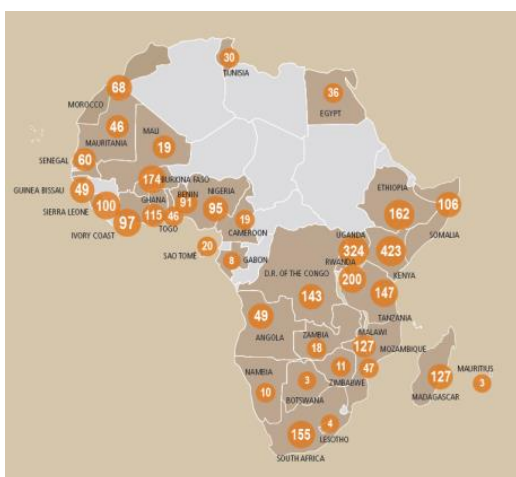 30
TUNISIA
68
MOROCCO
36
EGYPT
46
MAURITANIA
MALI
19
SENEGAL
60
174
BURKINA FASO
GUINEA BISSAU
49
BENIN
91
NIGERIA
95
ETHIOPIA
162
106
SOMALIA
SIERRA LEONE
100
GHANA
115
46
TOGO
97
IVORY COAST
19
CAMEROON
20
SAO TOME
8
GABON
UGANDA
324
423
KENYA
RWANDA
200
D.R. OF THE CONGO
143
147
TANZANIA
49
ANGOLA
ZAMBIA
18
MALAWI
127
MOZAMBIQUE
47
11
ZIMBABWE
NAMBIA
10
3
BOTSWANA
127
MADAGASCAR
MAURITIUS
3
4
LESOTHO
155
SOUTH AFRICA